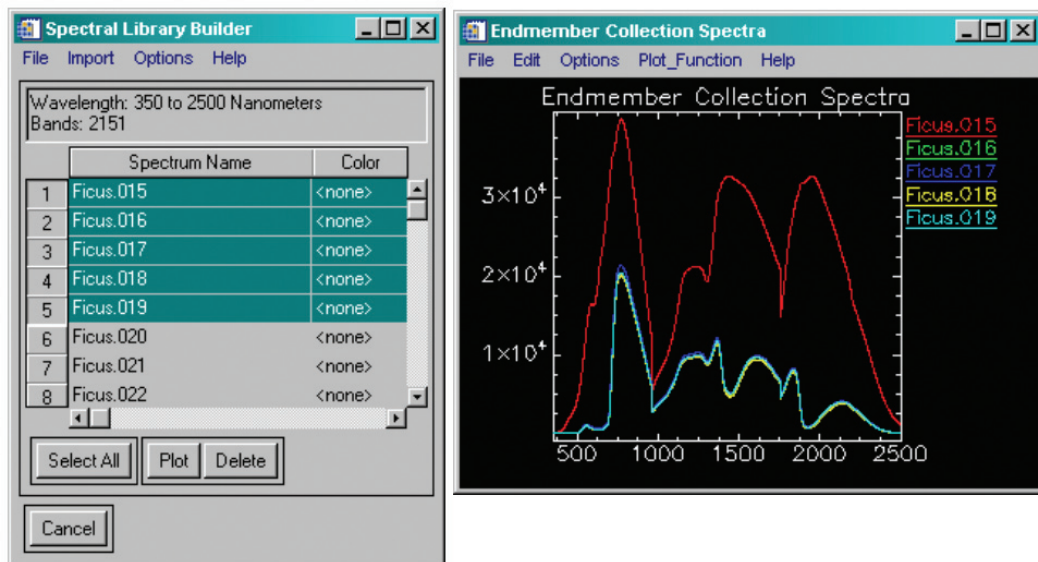 Spectral Library Builder
File Import Options Help
Wavelength: 350 to 2500 Nanometers
Bands: 2151
Spectrum Name Color
1 Ficus.015 <none>
2 Ficus.016 <none>
3 Ficus.017 <none>
4 Ficus.018 <none>
5 Ficus.019 <none>
6 Ficus.020 <none>
7 Ficus.021 <none>
8 Ficus.022 <none>
Select All Plot Delete
Cancel
Endmember Collection Spectra
File Edit Options Plot_Function Help
Endmember Collection Spectra
Ficus.015
Ficus.016
Ficus.017
Ficus.018
Ficus.019
3×10⁴
2×10⁴
1×10⁴
500 1000 1500 2000 2500